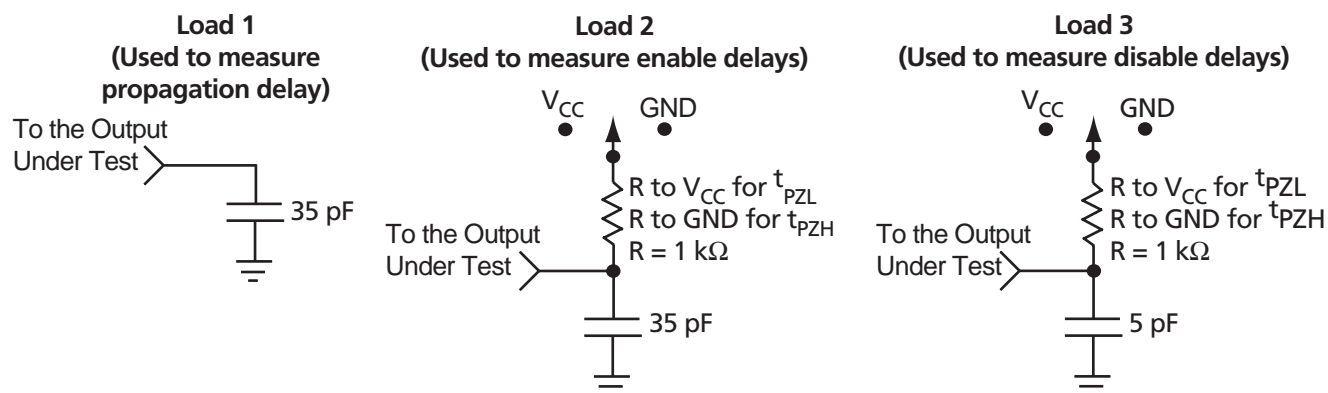 Load 1
(Used to measure
propagation delay)
To the Output
Under Test
35 pF
Load 2
(Used to measure enable delays)
VCC
GND
R to VCC for tPZL
R to GND for tPZH
R = 1 kΩ
To the Output
Under Test
35 pF
Load 3
(Used to measure disable delays)
VCC
GND
R to VCC for tPZL
R to GND for tPZH
R = 1 kΩ
To the Output
Under Test
5 pF